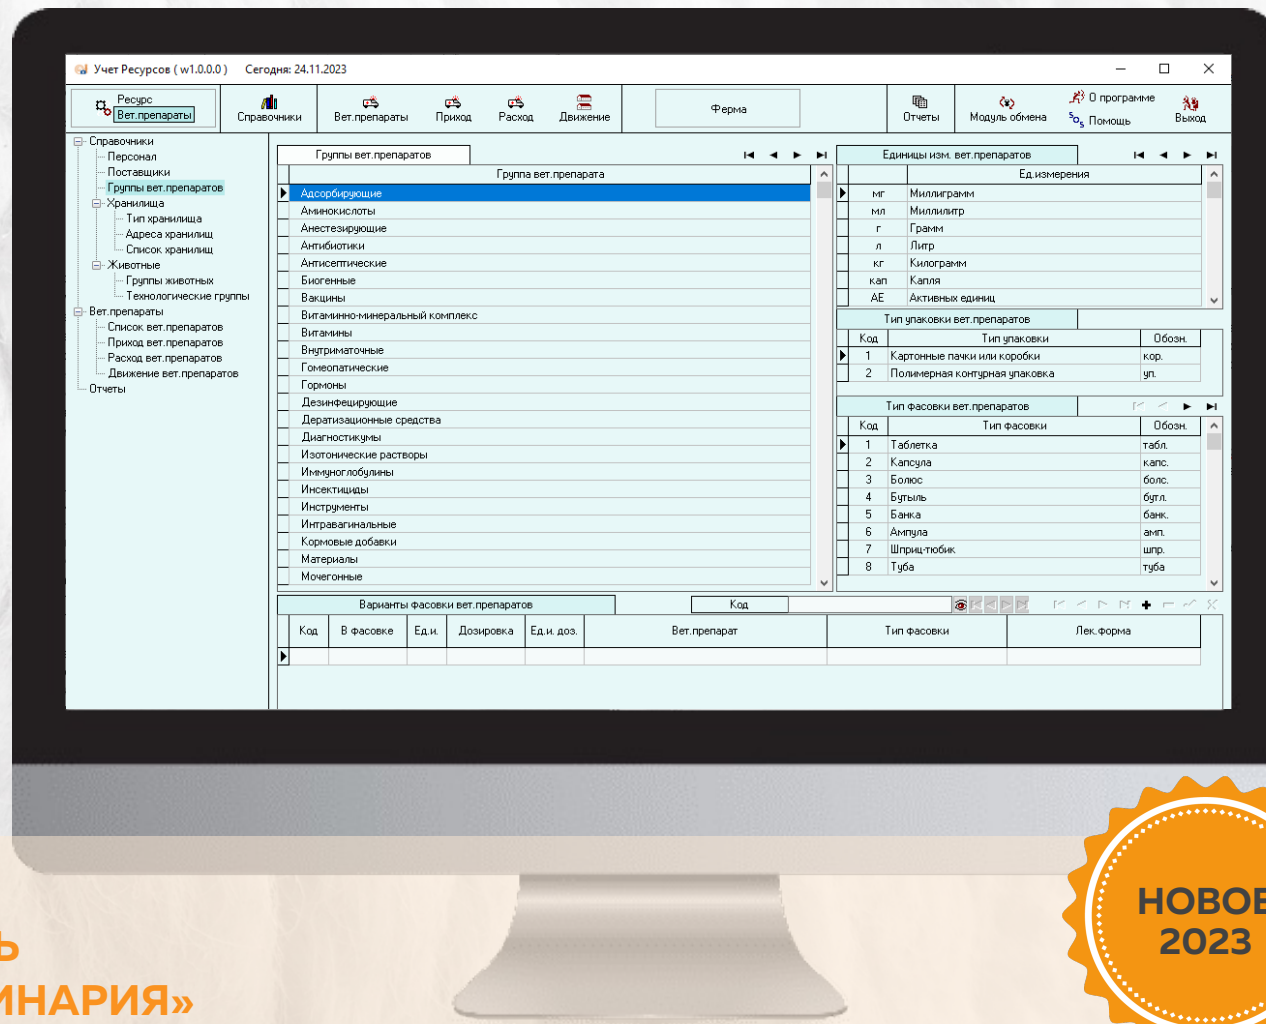 Учет Ресурсов ( w1.0.0.0 ) Сегодня: 24.11.2023
Ресурс
Вет.препараты
Справочники
Вет.препараты
Приход
Расход
Движение
Ферма
Отчеты
Модуль обмена
О программе
Помощь
Выход
Справочники
Персонал
Поставщики
Группы вет.препаратов
Хранилища
Тип хранилища
Адреса хранилищ
Список хранилищ
Животные
Группы животных
Технологические группы
Вет.препараты
Список вет.препаратов
Приход вет.препаратов
Расход вет.препаратов
Движение вет.препаратов
Отчеты
Группы вет.препаратов
Группа вет.препарата
Адсорбирующие
Аминокислоты
Анестезирующие
Антибиотики
Антисептические
Биогенные
Вакцины
Витаминно-минеральный комплекс
Витамины
Внутриматочные
Гомеопатические
Гормоны
Дезинфецирующие
Дератизационные средства
Диагностикумы
Изотонические растворы
Иммуноглобулины
Инсектициды
Инструменты
Интравагинальные
Кормовые добавки
Материалы
Мочегонные
Единицы изм. вет.препаратов
Ед.измерения
мг Миллиграмм
мл Миллилитр
г Грамм
л Литр
кг Килограмм
кап Капля
АЕ Активных единиц
Тип упаковки вет.препаратов
Код Тип упаковки Обозн.
1 Картонные пачки или коробки кор.
2 Полимерная контурная упаковка уп.
Тип фасовки вет.препаратов
Код Тип фасовки Обозн.
1 Таблетка табл.
2 Капсула капс.
3 Болюс болс.
4 Бутыль бутл.
5 Банка банк.
6 Ампула амп.
7 Шприц-тюбик шпр.
8 Туба туба
Варианты фасовки вет.препаратов
Код
Код В фасовке Ед.и. Дозировка Ед.и. доз. Вет.препарат Тип фасовки Лек.форма
НОВОЕ
2023
Ь
ИНАРИЯ»